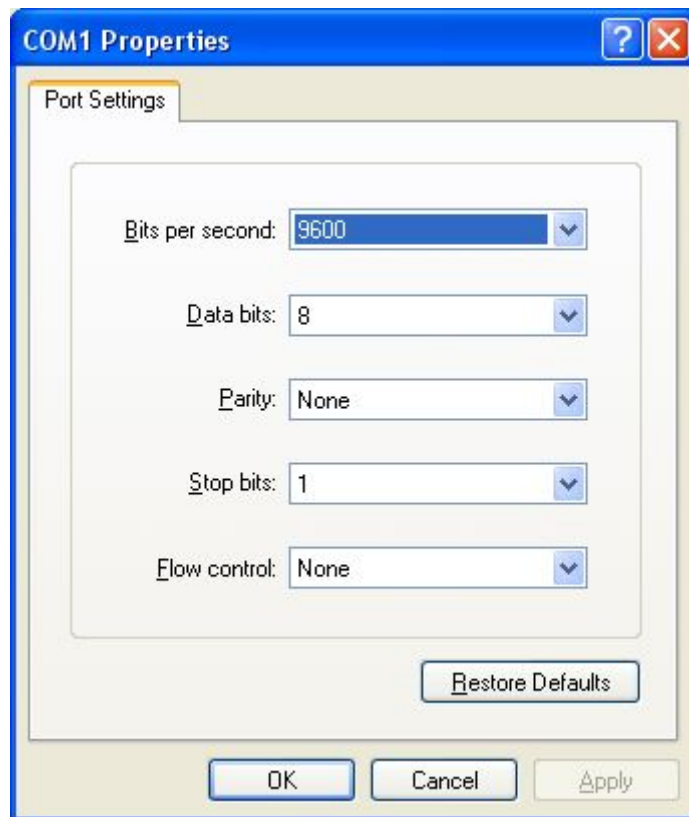 COM1 Properties
Port Settings
Bits per second: 9600
Data bits: 8
Parity: None
Stop bits: 1
Flow control: None
Restore Defaults
OK Cancel Apply